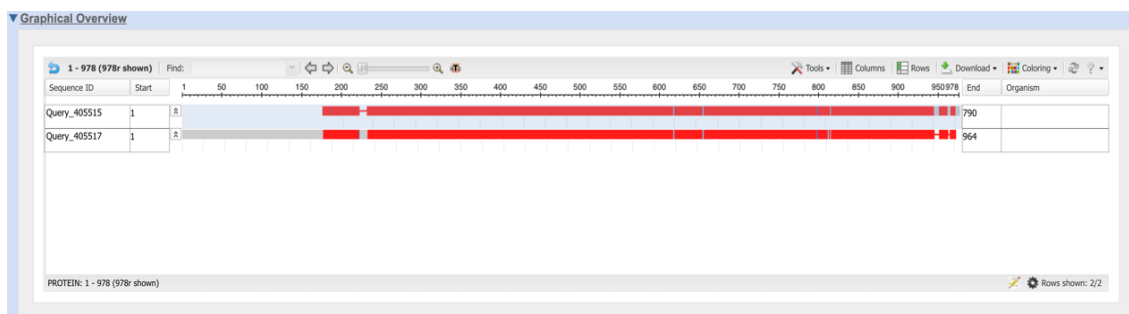 Graphical Overview
1 - 978 (978r shown) Find: Tools Columns Rows Download Coloring ?
Sequence ID Start 1 50 100 150 200 250 300 350 400 450 500 550 600 650 700 750 800 850 900 950 978 End Organism
Query_405515 1 790
Query_405517 1 964
PROTEIN: 1 - 978 (978r shown) Rows shown: 2/2